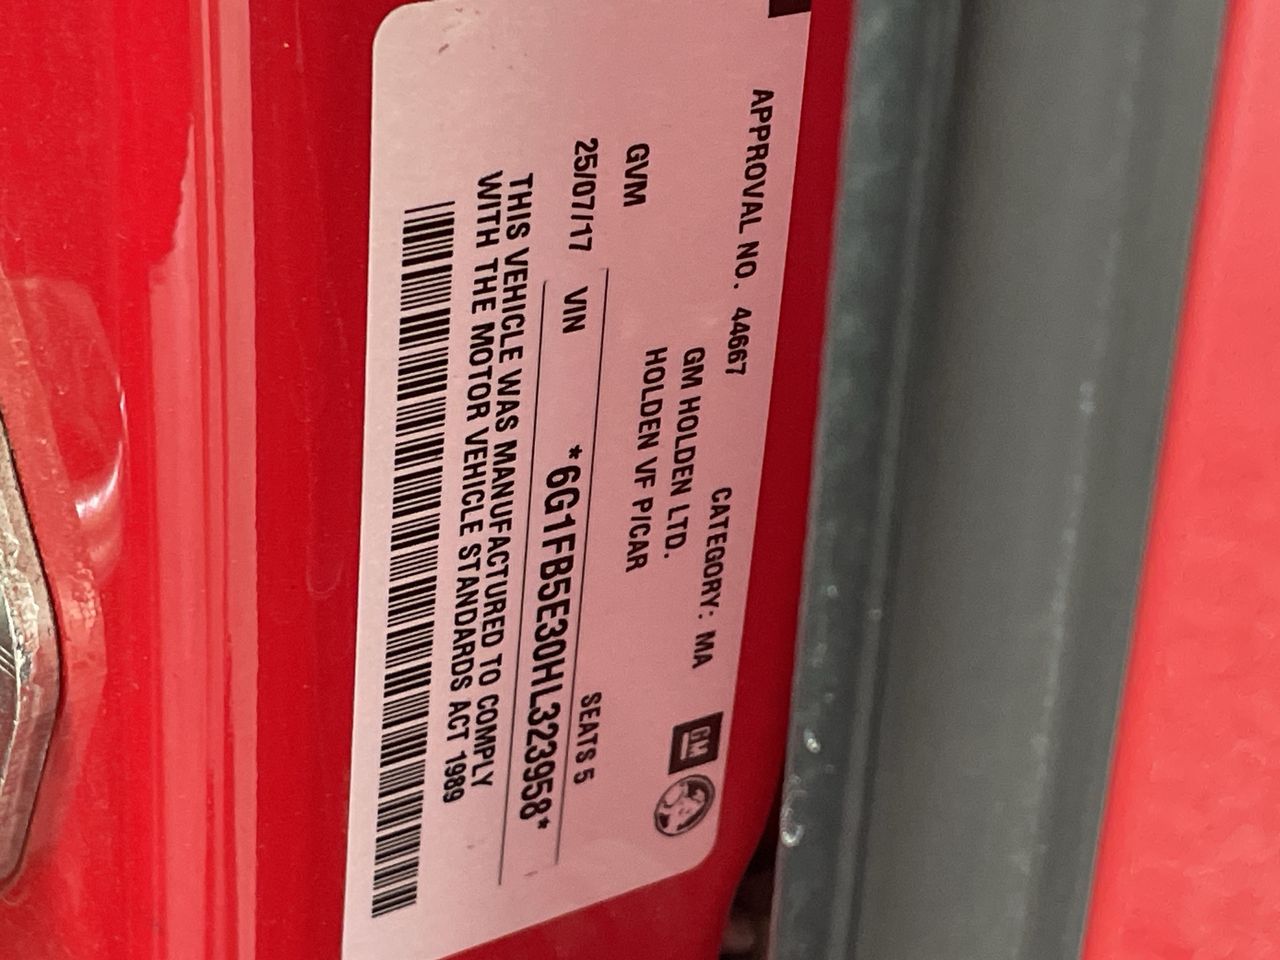 APPROVAL NO. 44667 CATEGORY: MA
GM
GM HOLDEN LTD.
HOLDEN VF PICAR
GVM SEATS 5
25/07/17 VIN *6G1FB5E30HL323958*
THIS VEHICLE WAS MANUFACTURED TO COMPLY
WITH THE MOTOR VEHICLE STANDARDS ACT 1989